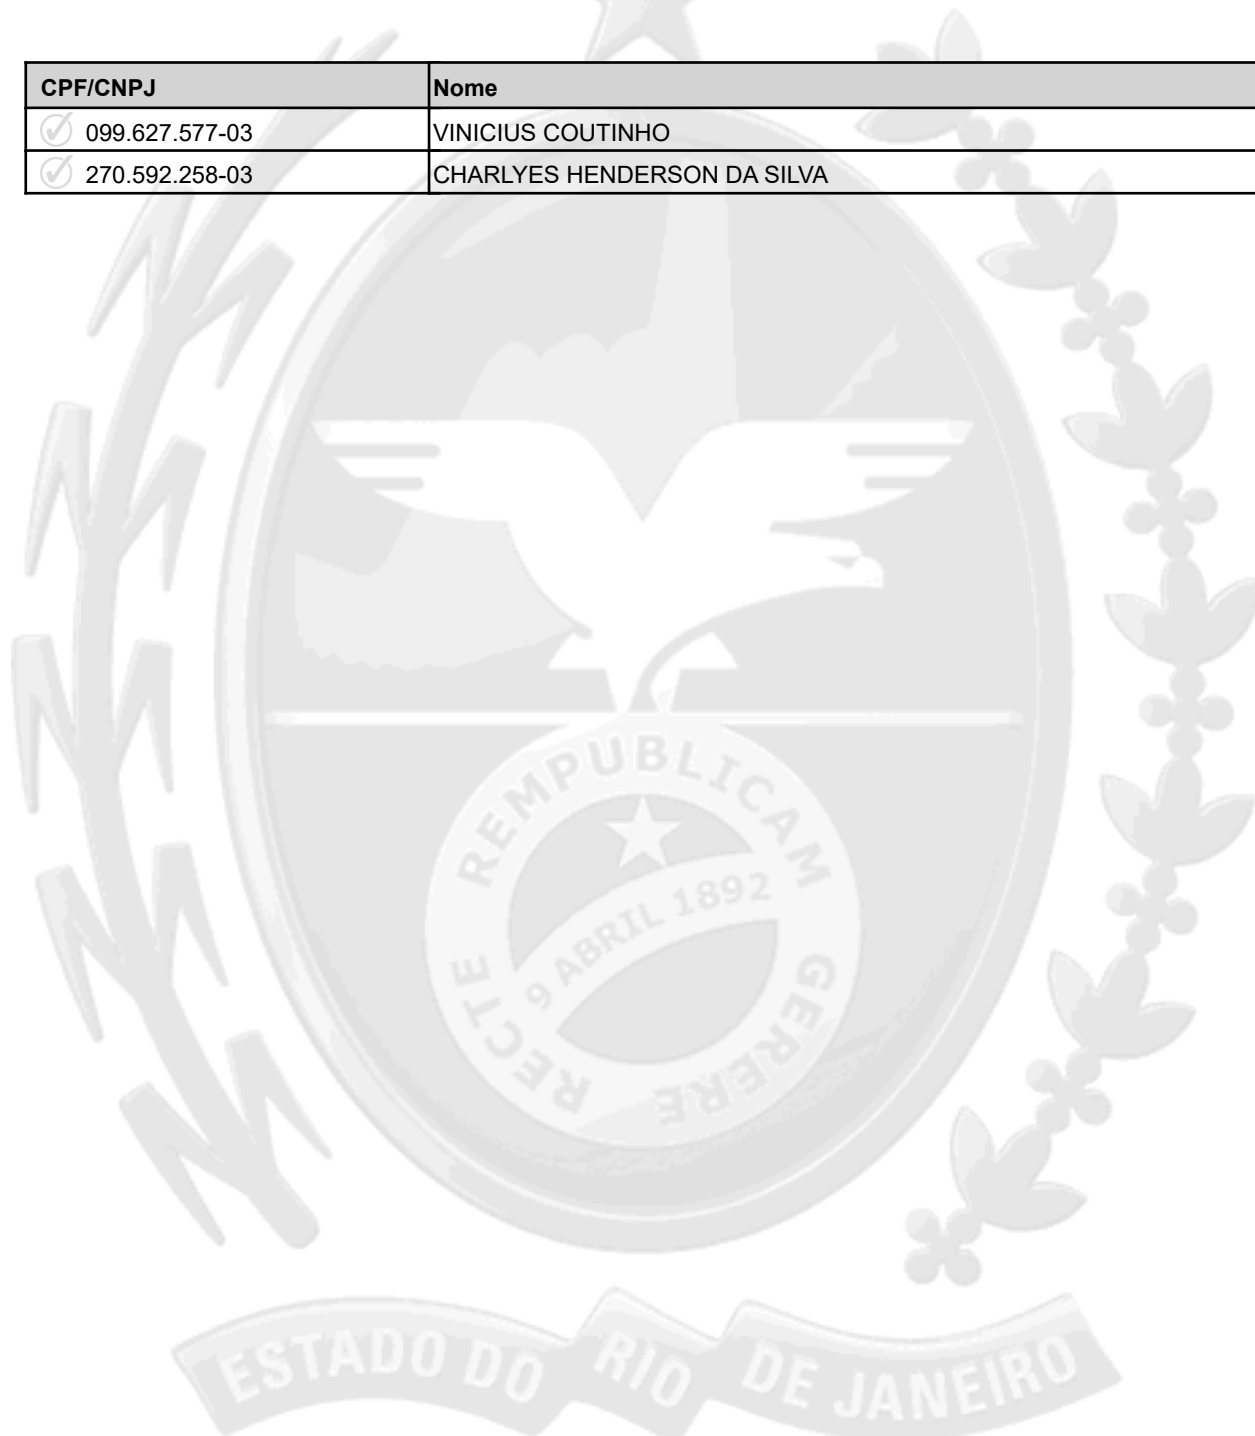 CPF/CNPJ Nome
099.627.577-03 VINICIUS COUTINHO
270.592.258-03 CHARLYES HENDERSON DA SILVA
REMPUBLICAM
9 ABRIL 1892
RECTE GERERE
ESTADO DO RIO DE JANEIRO